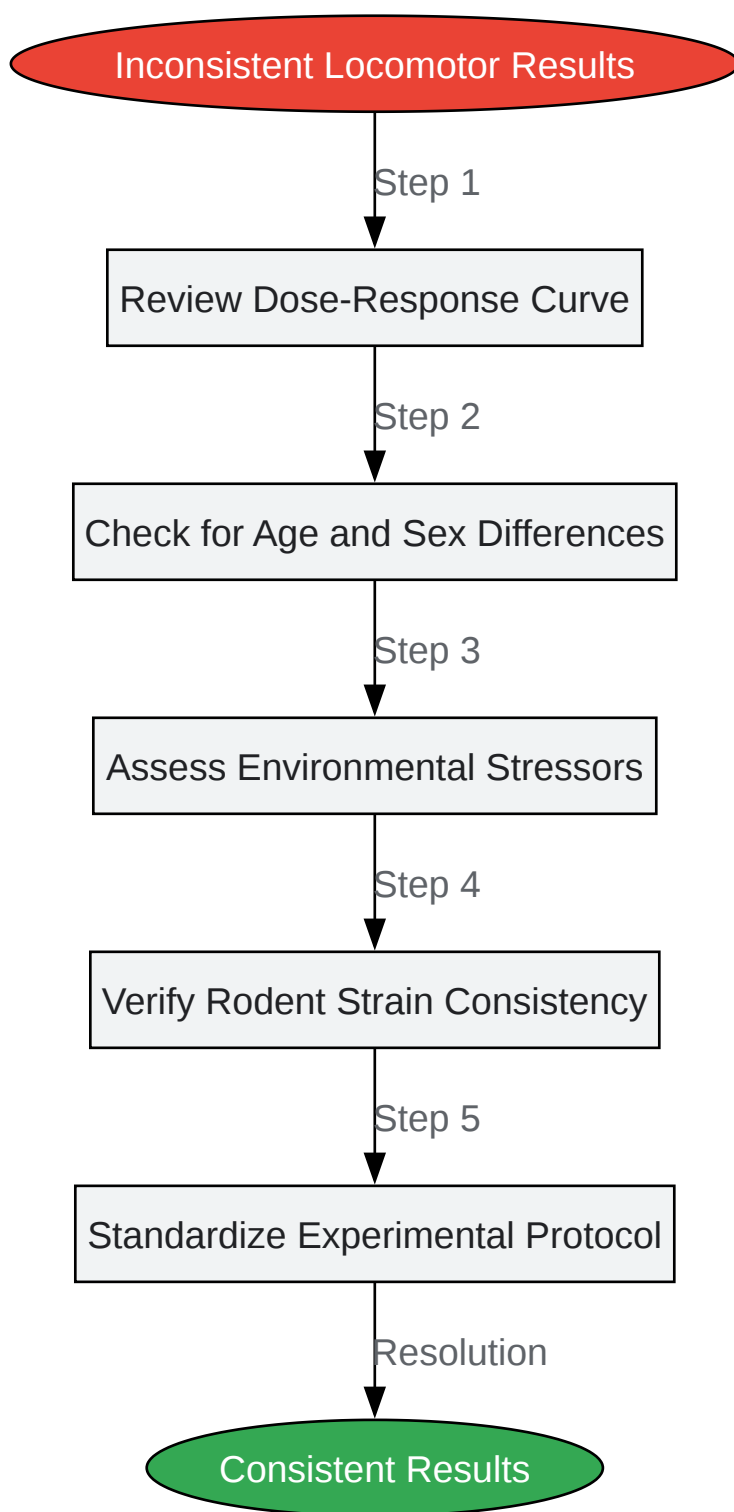 Inconsistent Locomotor Results
Step 1
Review Dose-Response Curve
Step 2
Check for Age and Sex Differences
Step 3
Assess Environmental Stressors
Step 4
Verify Rodent Strain Consistency
Step 5
Standardize Experimental Protocol
Resolution
Consistent Results